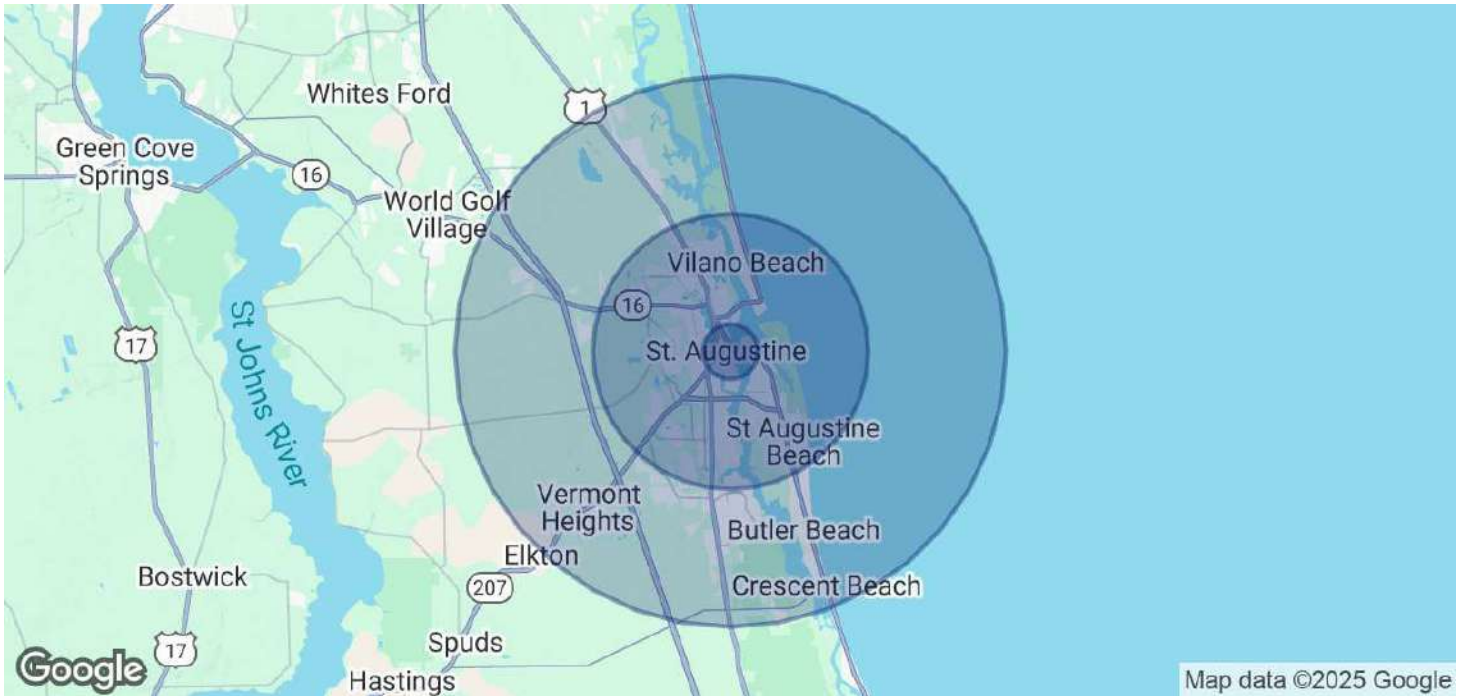 Whites Ford
1
Green Cove
Springs
16
World Golf
Village
Vilano Beach
16
17
St. Augustine
St Johns River
St Augustine
Beach
Vermont
Heights
Butler Beach
Elkton
Bostwick
207
Crescent Beach
Spuds
17
Hastings
Google
Map data ©2025 Google